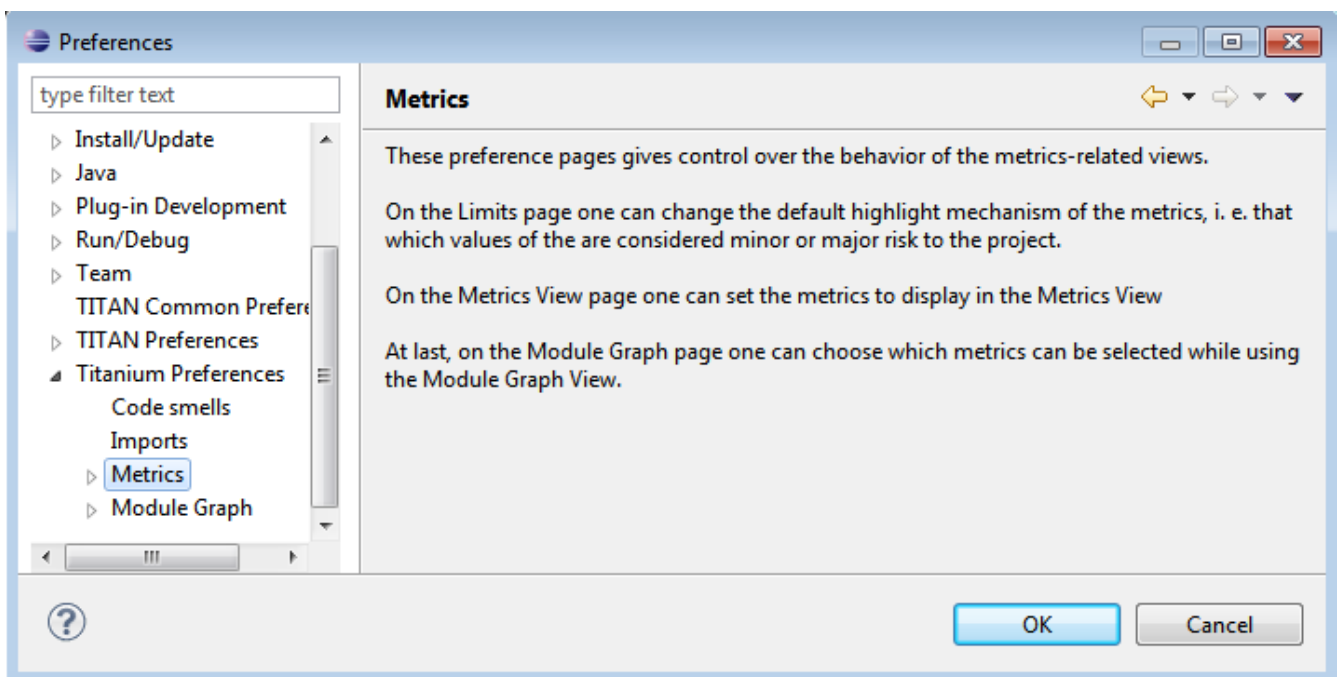 Preferences
type filter text
Install/Update
Java
Plug-in Development
Run/Debug
Team
TITAN Common Prefere
TITAN Preferences
Titanium Preferences
Code smells
Imports
Metrics
Module Graph
Metrics
These preference pages gives control over the behavior of the metrics-related views.
On the Limits page one can change the default highlight mechanism of the metrics, i. e. that
which values of the are considered minor or major risk to the project.
On the Metrics View page one can set the metrics to display in the Metrics View
At last, on the Module Graph page one can choose which metrics can be selected while using
the Module Graph View.
OK
Cancel